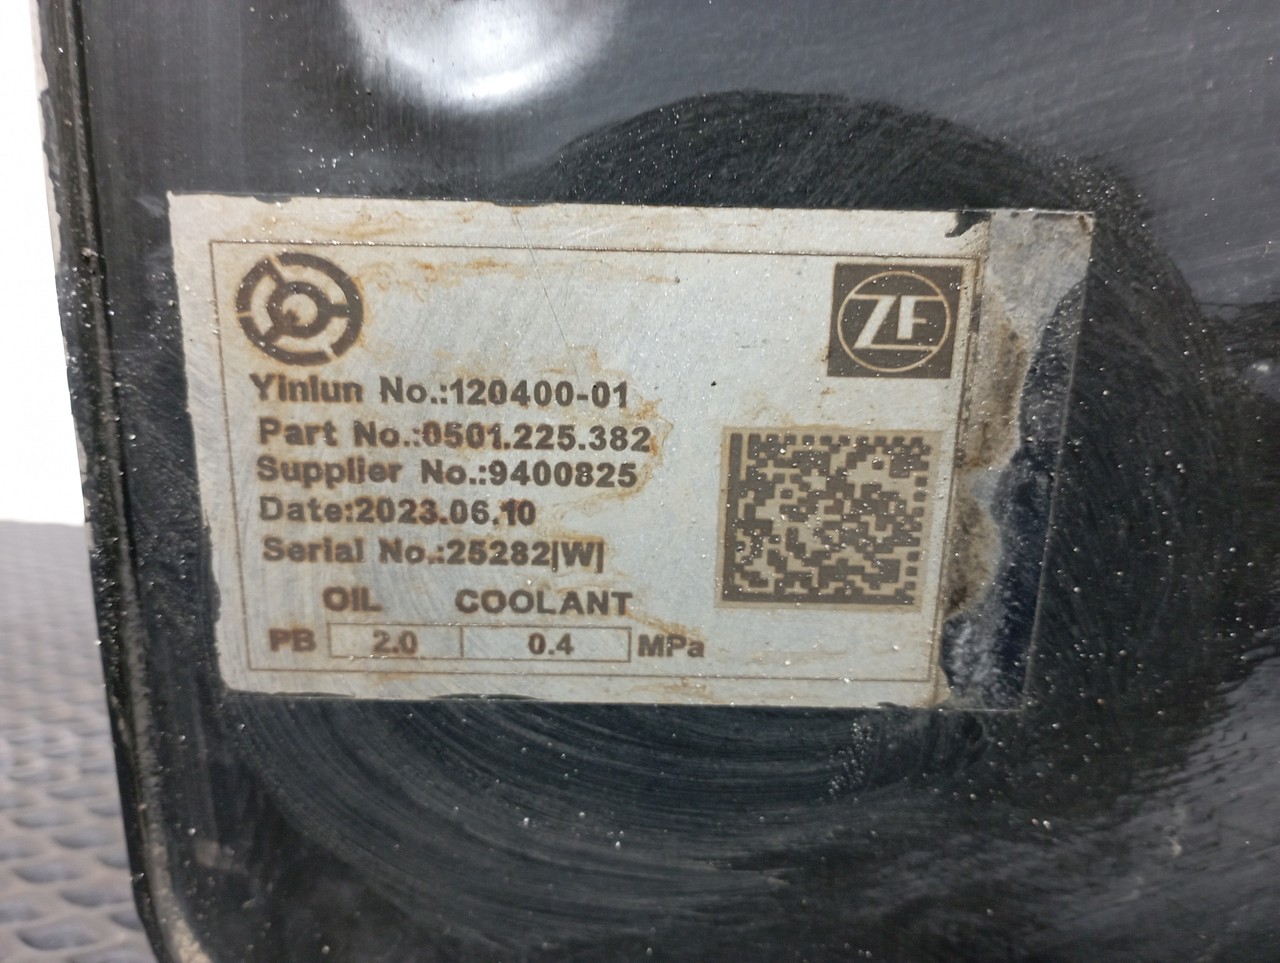 ZF
Yinlun No.:120400-01
Part No.:0501.225.382
Supplier No.:9400825
Date:2023.06.10
Serial No.:25282|W|
OIL COOLANT
PB 2.0 0.4 MPa